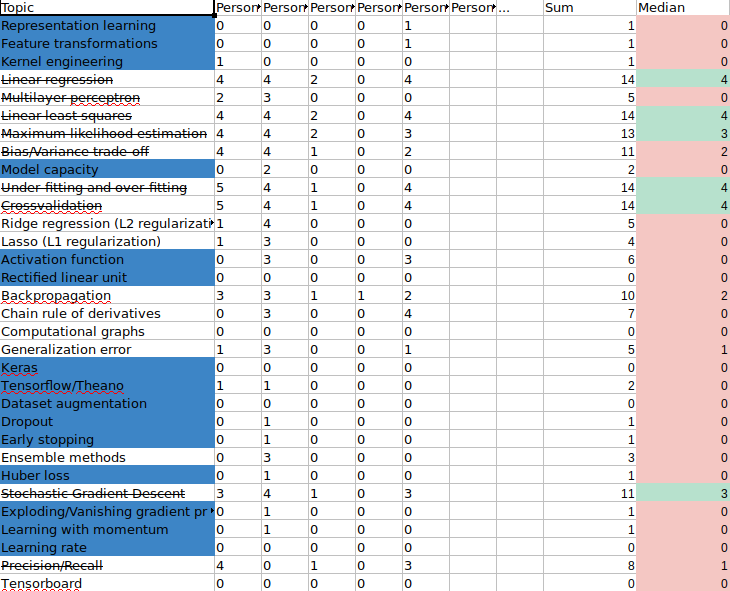 Topic Person Person Person Person Person Person ... Sum Median
Representation learning 0 0 0 0 1 1 0
Feature transformations 0 0 0 0 1 1 0
Kernel engineering 1 0 0 0 0 1 0
Linear regression 4 4 2 0 4 14 4
Multilayer perceptron 2 3 0 0 0 5 0
Linear least squares 4 4 2 0 4 14 4
Maximum likelihood estimation 4 4 2 0 3 13 3
Bias/Variance trade-off 4 4 1 0 2 11 2
Model capacity 0 2 0 0 0 2 0
Under-fitting and over-fitting 5 4 1 0 4 14 4
Crossvalidation 5 4 1 0 4 14 4
Ridge regression (L2 regularizati 1 4 0 0 0 5 0
Lasso (L1 regularization) 1 3 0 0 0 4 0
Activation function 0 3 0 0 3 6 0
Rectified linear unit 0 0 0 0 0 0 0
Backpropagation 3 3 1 1 2 10 2
Chain rule of derivatives 0 3 0 0 4 7 0
Computational graphs 0 0 0 0 0 0 0
Generalization error 1 3 0 0 1 5 1
Keras 0 0 0 0 0 0 0
Tensorflow/Theano 1 1 0 0 0 2 0
Dataset augmentation 0 0 0 0 0 0 0
Dropout 0 1 0 0 0 1 0
Early stopping 0 1 0 0 0 1 0
Ensemble methods 0 3 0 0 0 3 0
Huber loss 0 1 0 0 0 1 0
Stochastic Gradient Descent 3 4 1 0 3 11 3
Exploding/Vanishing gradient pr 0 1 0 0 0 1 0
Learning with momentum 0 1 0 0 0 1 0
Learning rate 0 0 0 0 0 0 0
Precision/Recall 4 0 1 0 3 8 1
Tensorboard 0 0 0 0 0 0 0